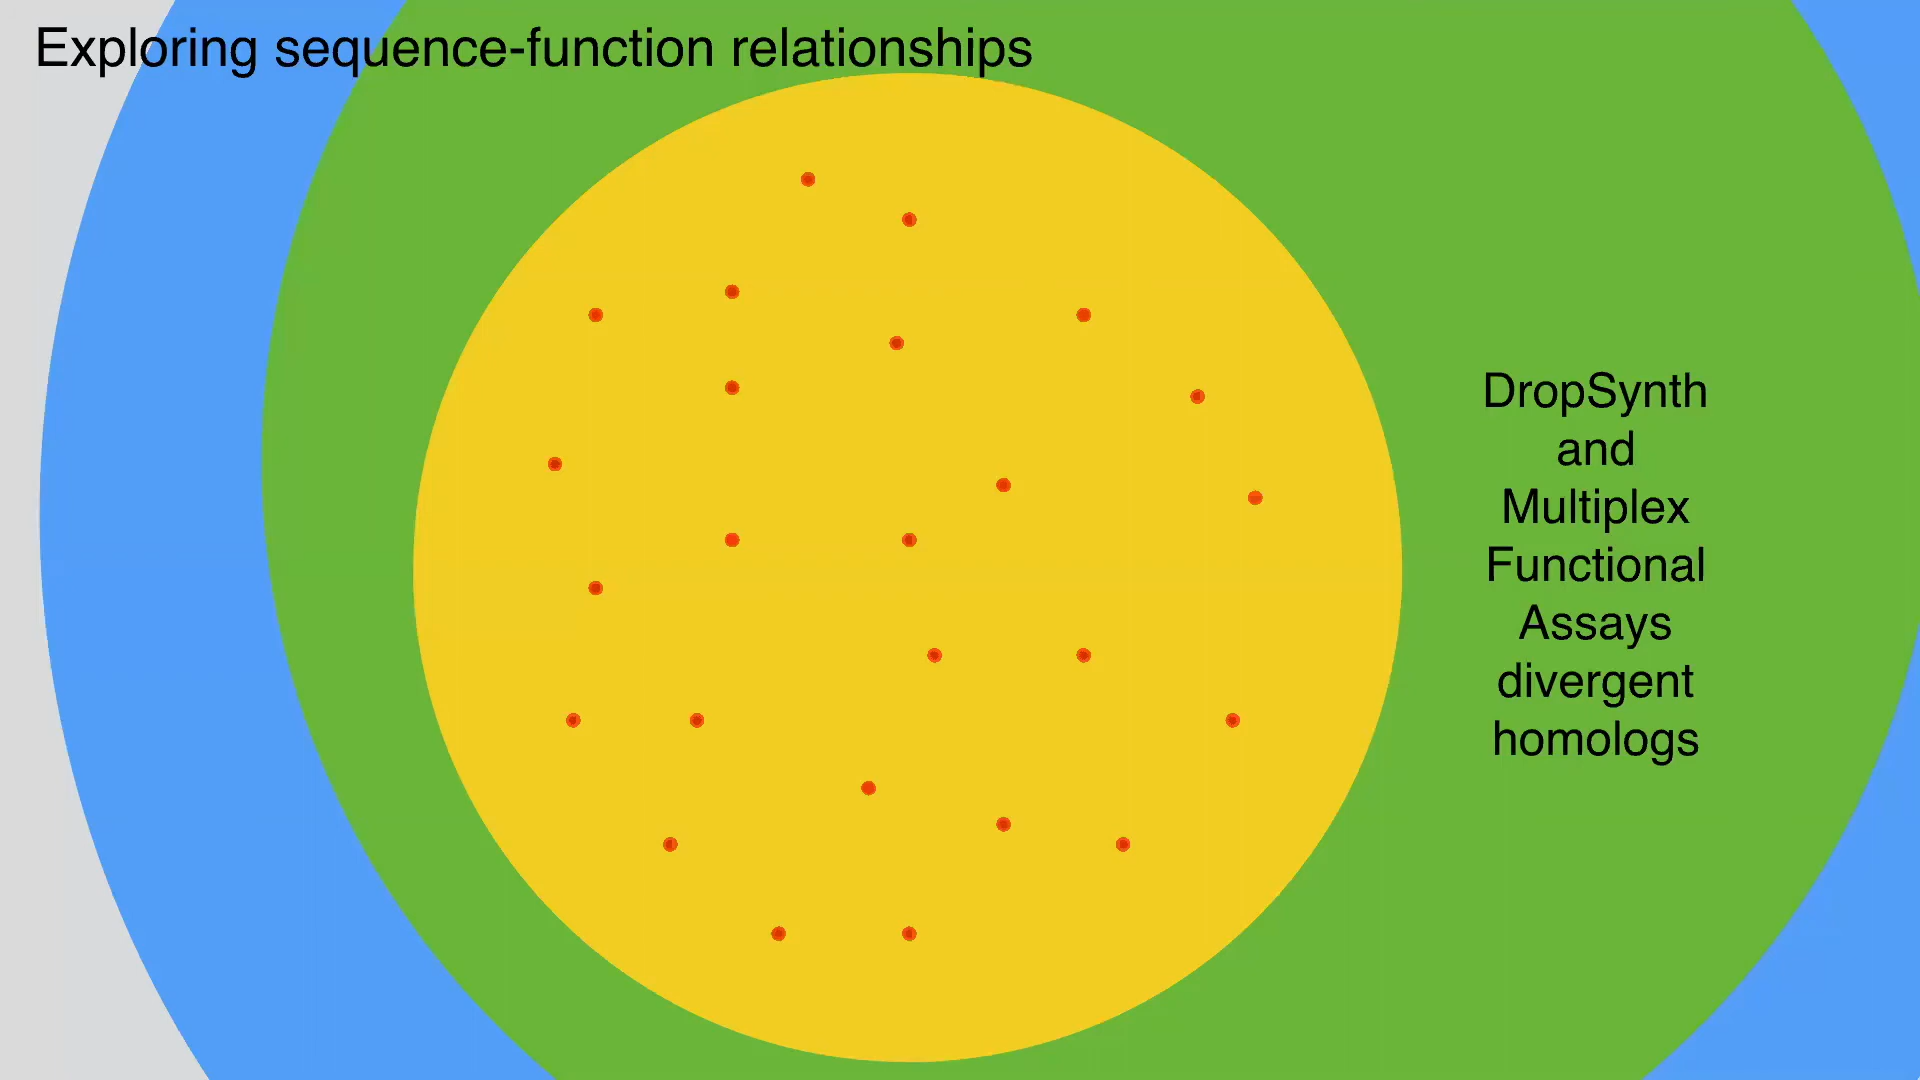 Exploring sequence-function relationships
DropSynth
and
Multiplex
Functional
Assays
divergent
homologs